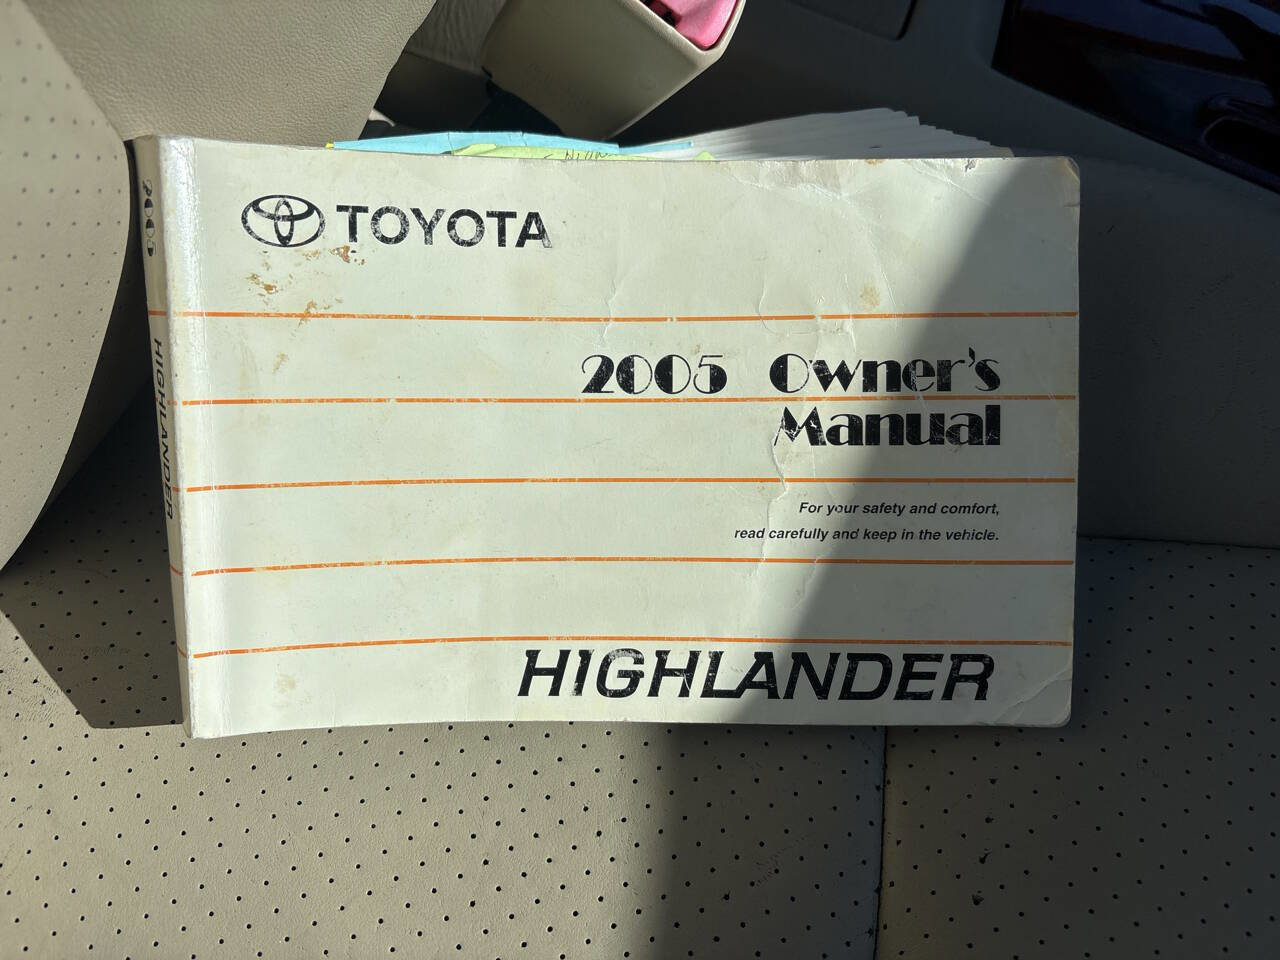 TOYOTA
2005 Owner's
Manual
For your safety and comfort,
read carefully and keep in the vehicle.
HIGHLANDER
2005
HIGHLANDER